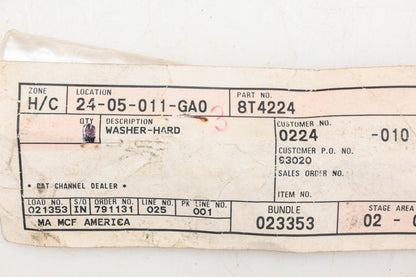 ZONE LOCATION PART NO.
H/C 24-05-011-GA0 8T4224
3
QTY DESCRIPTION CUSTOMER NO.
WASHER-HARD 0224 -010
CUSTOMER P.O. NO.
S3020
SALES ORDER NO.
• CAT CHANNEL DEALER • ITEM NO.
LOAD NO. S/O ORDER NO. LINE NO. PK LINE NO. BUNDLE STAGE AREA
021353 IN 791131 025 001 023353 02 -
MA MCF AMERICA